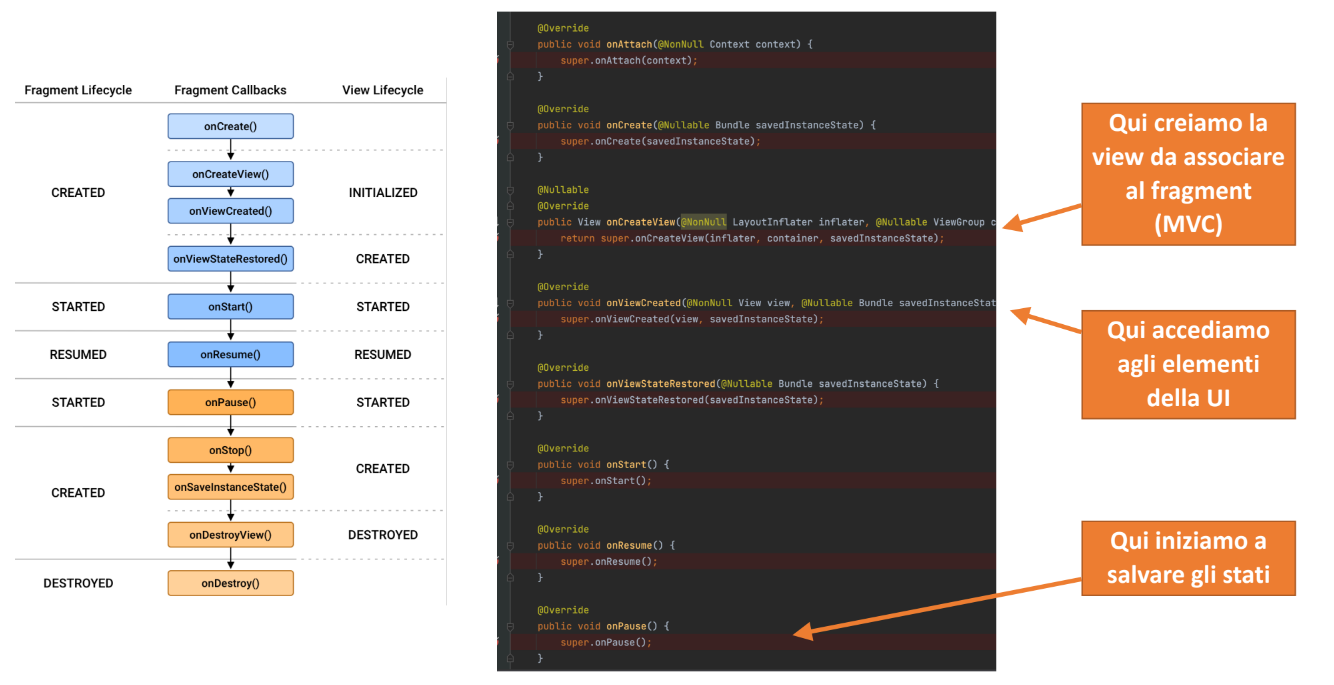 Fragment Lifecycle Fragment Callbacks View Lifecycle
onCreate()
onCreateView()
CREATED INITIALIZED
onViewCreated()
onViewStateRestored() CREATED
STARTED onStart() STARTED
RESUMED onResume() RESUMED
STARTED onPause() STARTED
onStop()
CREATED
onSaveInstanceState()
CREATED
onDestroyView() DESTROYED
DESTROYED onDestroy()
@Override
public void onAttach(@NonNull Context context) {
super.onAttach(context);
}
@Override
public void onCreate(@Nullable Bundle savedInstanceState) {
super.onCreate(savedInstanceState);
}
@Nullable
@Override
public View onCreateView(@NonNull LayoutInflater inflater, @Nullable ViewGroup c
return super.onCreateView(inflater, container, savedInstanceState);
}
@Override
public void onViewCreated(@NonNull View view, @Nullable Bundle savedInstanceStat
super.onViewCreated(view, savedInstanceState);
}
@Override
public void onViewStateRestored(@Nullable Bundle savedInstanceState) {
super.onViewStateRestored(savedInstanceState);
}
@Override
public void onStart() {
super.onStart();
}
@Override
public void onResume() {
super.onResume();
}
@Override
public void onPause() {
super.onPause();
}
Qui creiamo la
view da associare
al fragment
(MVC)
Qui accediamo
agli elementi
della UI
Qui iniziamo a
salvare gli stati